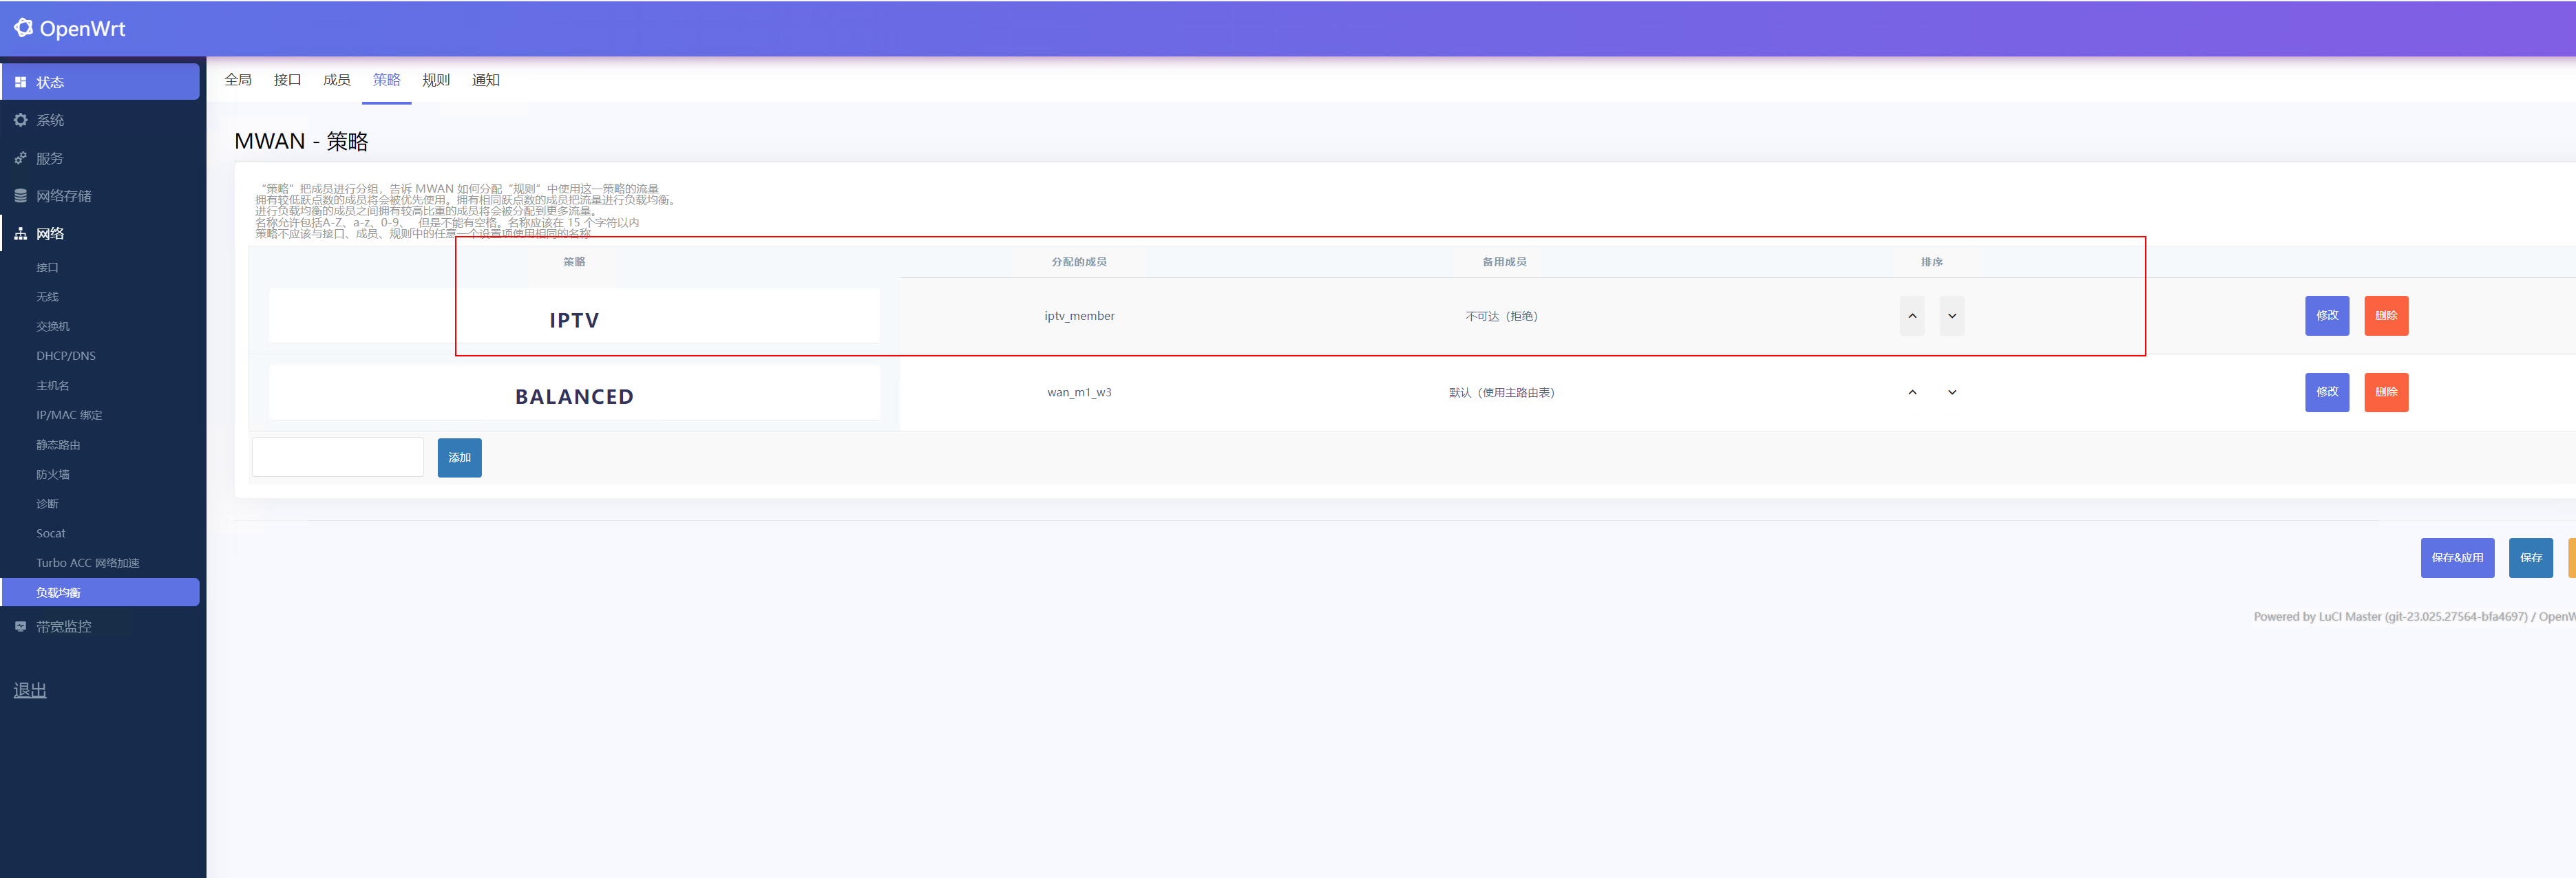 OpenWrt
状态
系统
服务
网络存储
网络
接口
无线
交换机
DHCP/DNS
主机名
IP/MAC 绑定
静态路由
防火墙
诊断
Socat
Turbo ACC 网络加速
负载均衡
带宽监控
退出
全局 接口 成员 策略 规则 通知
MWAN - 策略
“策略”把成员进行分组，告诉 MWAN 如何分配“规则”中使用这一策略的流量
拥有较低跃点数的成员将会被优先使用。拥有相同跃点数的成员把流量进行负载均衡。
进行负载均衡的成员之间拥有较高比重的成员将会被分配到更多流量。
名称允许包括A-Z、a-z、0-9、 但是不能有空格。名称应该在 15 个字符以内
策略不应该与接口、成员、规则中的任意一个设置项使用相同的名称
策略 分配的成员 备用成员 排序
IPTV iptv_member 不可达（拒绝） 修改 删除
BALANCED wan_m1_w3 默认（使用主路由表） 修改 删除
添加
保存&应用 保存
Powered by LuCI Master (git-23.025.27564-bfa4697) / OpenW